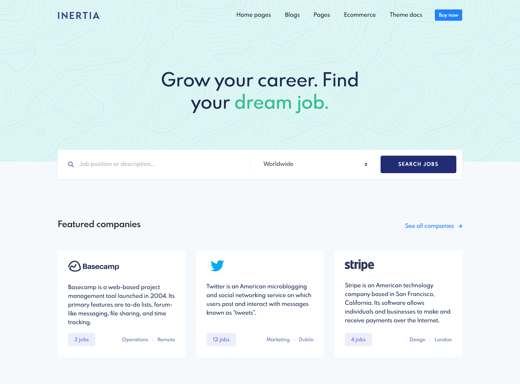 INERTIA
Home pages Blogs Pages Ecommerce Theme docs Buy now
Grow your career. Find
your dream job.
Job position or description... Worldwide SEARCH JOBS
Featured companies
See all companies →
Basecamp
Basecamp is a web-based project
management tool launched in 2004. Its
primary features are to-do lists, forum-
like messaging, file sharing, and time
tracking.
3 jobs Operations · Remote
Twitter is an American microblogging
and social networking service on which
users post and interact with messages
known as "tweets".
12 jobs Marketing · Dublin
stripe
Stripe is an American technology
company based in San Francisco,
California. Its software allows
individuals and businesses to make and
receive payments over the Internet.
4 jobs Design · London